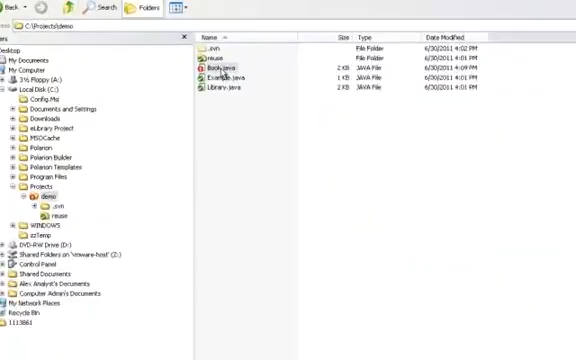 Back Search Folders
C:\Projects\demo
ers
Name Size Type Date Modified
.svn File Folder 6/30/2011 4:02 PM
reuse File Folder 6/30/2011 4:01 PM
Book.java 2 KB JAVA File 6/30/2011 4:09 PM
Example.java 1 KB JAVA File 6/30/2011 4:01 PM
Library.java 2 KB JAVA File 6/30/2011 4:01 PM
Desktop
My Documents
My Computer
3½ Floppy (A:)
Local Disk (C:)
Config.Msi
Documents and Settings
Downloads
eLibrary Project
MSOCache
Polarion
Polarion Builder
Polarion Templates
Program Files
Projects
demo
.svn
reuse
WINDOWS
zzTemp
DVD-RW Drive (D:)
Shared Folders on 'vmware-host' (Z:)
Control Panel
Shared Documents
Alex Analyst's Documents
Computer Admin's Documents
My Network Places
Recycle Bin
1113861